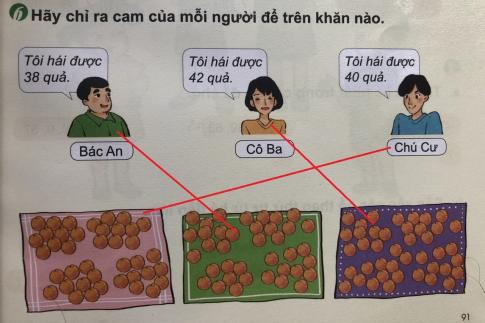 b Hãy chỉ ra cam của mỗi người để trên khăn nào.
Tôi hái được
38 quả.
Tôi hái được
42 quả.
Tôi hái được
40 quả.
Bác An
Cô Ba
Chú Cư
91